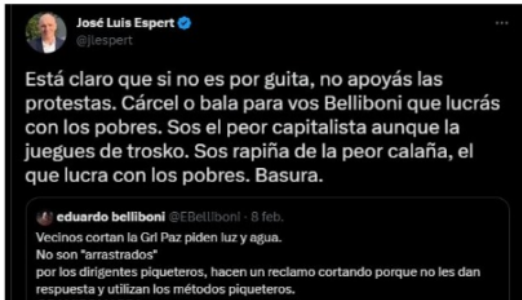 José Luis Espert
@jlespert
Está claro que si no es por guita, no apoyás las
protestas. Cárcel o bala para vos Belliboni que lucrás
con los pobres. Sos el peor capitalista aunque la
juegues de trosko. Sos rapiña de la peor calaña, el
que lucra con los pobres. Basura.
eduardo belliboni @EBelliboni · 8 feb.
Vecinos cortan la Grl Paz piden luz y agua.
No son "arrastrados"
por los dirigentes piqueteros, hacen un reclamo cortando porque no les dan
respuesta y utilizan los métodos piqueteros.